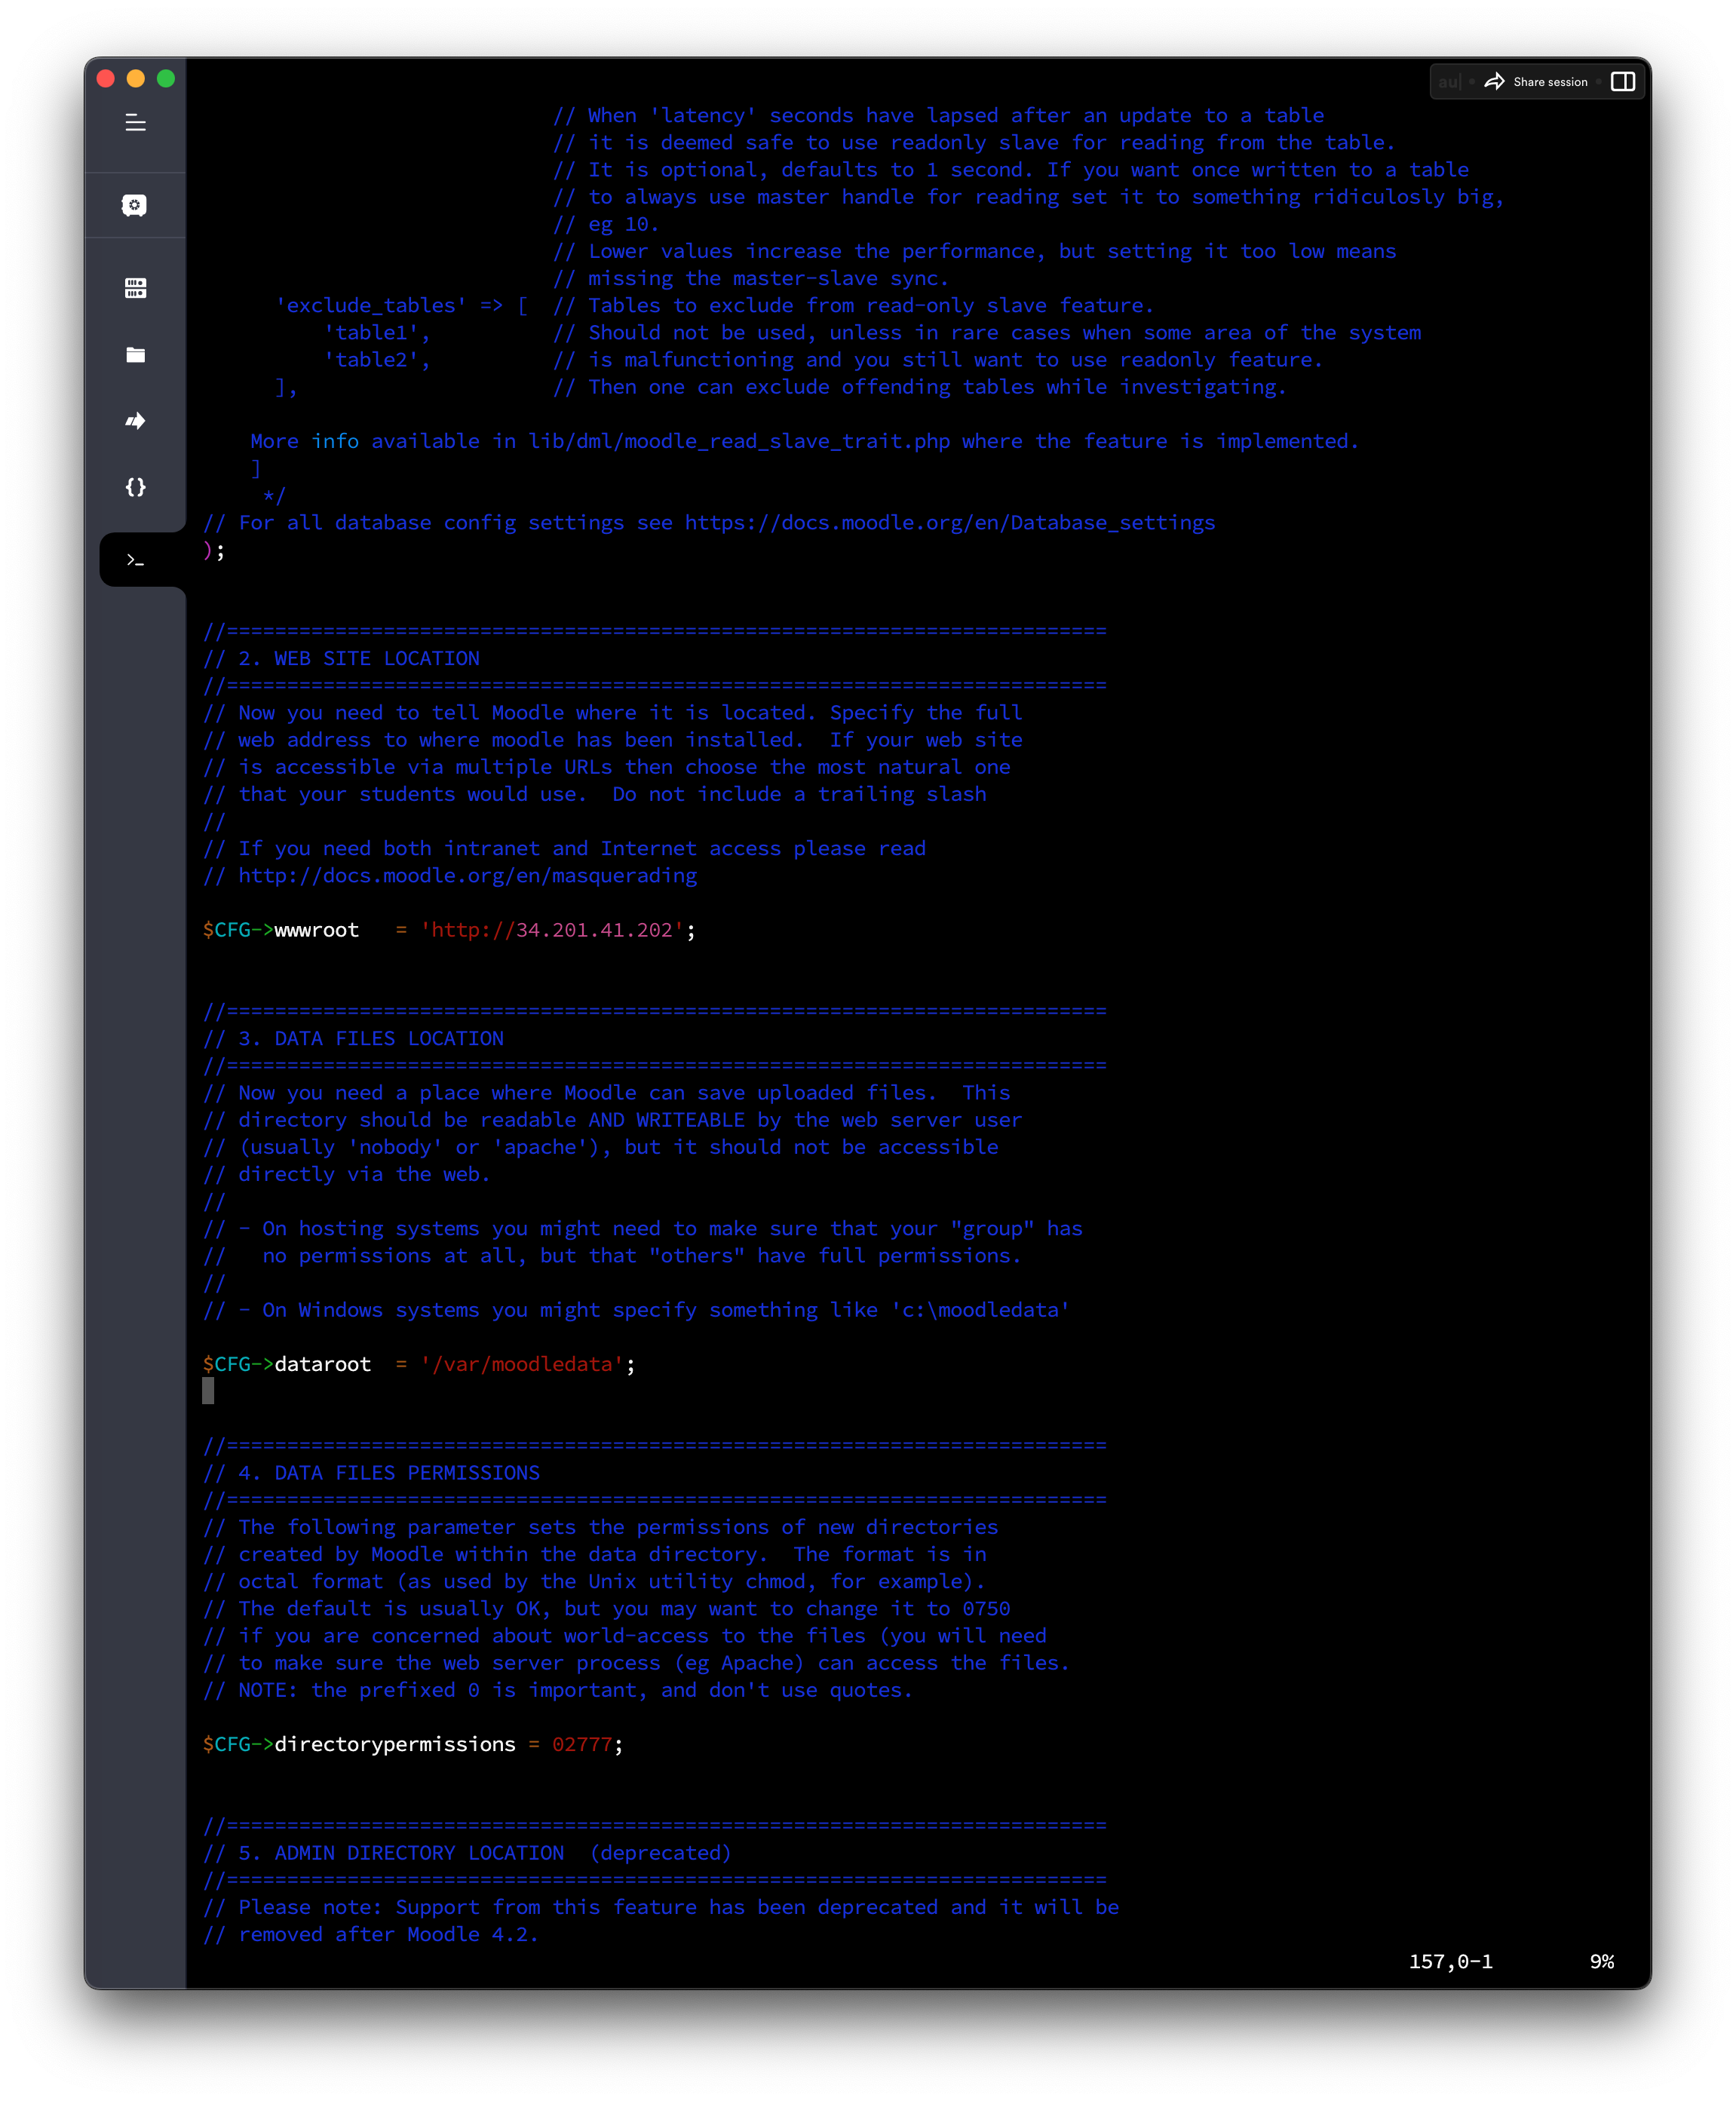 au
Share session
// When 'latency' seconds have lapsed after an update to a table
// it is deemed safe to use readonly slave for reading from the table.
// It is optional, defaults to 1 second. If you want once written to a table
// to always use master handle for reading set it to something ridiculosly big,
// eg 10.
// Lower values increase the performance, but setting it too low means
// missing the master-slave sync.
'exclude_tables' => [  // Tables to exclude from read-only slave feature.
'table1',          // Should not be used, unless in rare cases when some area of the system
'table2',          // is malfunctioning and you still want to use readonly feature.
],                     // Then one can exclude offending tables while investigating.
More info available in lib/dml/moodle_read_slave_trait.php where the feature is implemented.
]
*/
// For all database config settings see https://docs.moodle.org/en/Database_settings
);
//=========================================================================
// 2. WEB SITE LOCATION
//=========================================================================
// Now you need to tell Moodle where it is located. Specify the full
// web address to where moodle has been installed.  If your web site
// is accessible via multiple URLs then choose the most natural one
// that your students would use.  Do not include a trailing slash
//
// If you need both intranet and Internet access please read
// http://docs.moodle.org/en/masquerading
$CFG->wwwroot   = 'http://34.201.41.202';
//=========================================================================
// 3. DATA FILES LOCATION
//=========================================================================
// Now you need a place where Moodle can save uploaded files.  This
// directory should be readable AND WRITEABLE by the web server user
// (usually 'nobody' or 'apache'), but it should not be accessible
// directly via the web.
//
// - On hosting systems you might need to make sure that your "group" has
//   no permissions at all, but that "others" have full permissions.
//
// - On Windows systems you might specify something like 'c:\moodledata'
$CFG->dataroot  = '/var/moodledata';
//=========================================================================
// 4. DATA FILES PERMISSIONS
//=========================================================================
// The following parameter sets the permissions of new directories
// created by Moodle within the data directory.  The format is in
// octal format (as used by the Unix utility chmod, for example).
// The default is usually OK, but you may want to change it to 0750
// if you are concerned about world-access to the files (you will need
// to make sure the web server process (eg Apache) can access the files.
// NOTE: the prefixed 0 is important, and don't use quotes.
$CFG->directorypermissions = 02777;
//=========================================================================
// 5. ADMIN DIRECTORY LOCATION  (deprecated)
//=========================================================================
// Please note: Support from this feature has been deprecated and it will be
// removed after Moodle 4.2.
157,0-1        9%